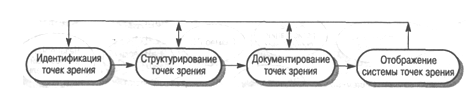 Идентификация
точек зрения
Структурирование
точек зрения
Документирование
точек зрения
Отображение
системы точек зрения